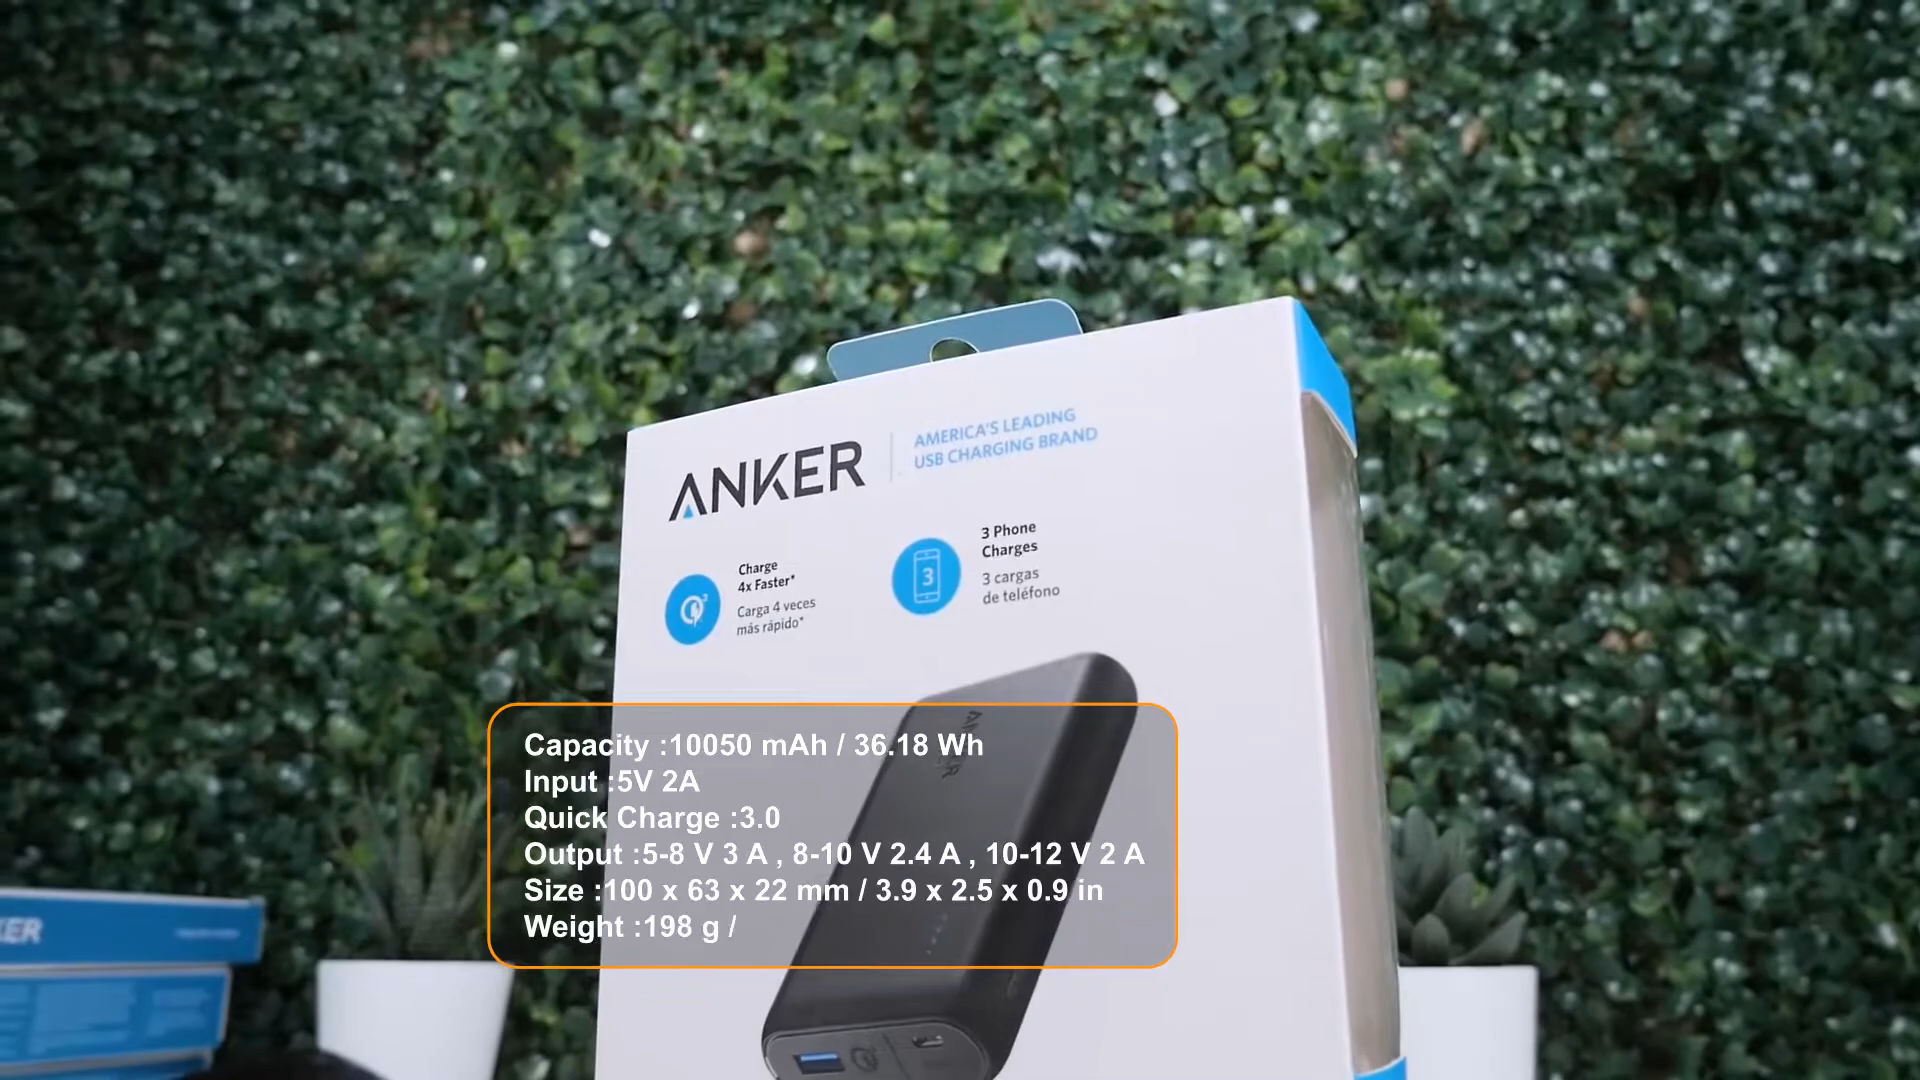 ANKER
AMERICA'S LEADING
USB CHARGING BRAND
Charge
4x Faster*
Carga 4 veces
más rápido*
3
3 Phone
Charges
3 cargas
de teléfono
Capacity :10050 mAh / 36.18 Wh
Input :5V 2A
Quick Charge :3.0
Output :5-8 V 3 A , 8-10 V 2.4 A , 10-12 V 2 A
Size :100 x 63 x 22 mm / 3.9 x 2.5 x 0.9 in
Weight :198 g /
KER